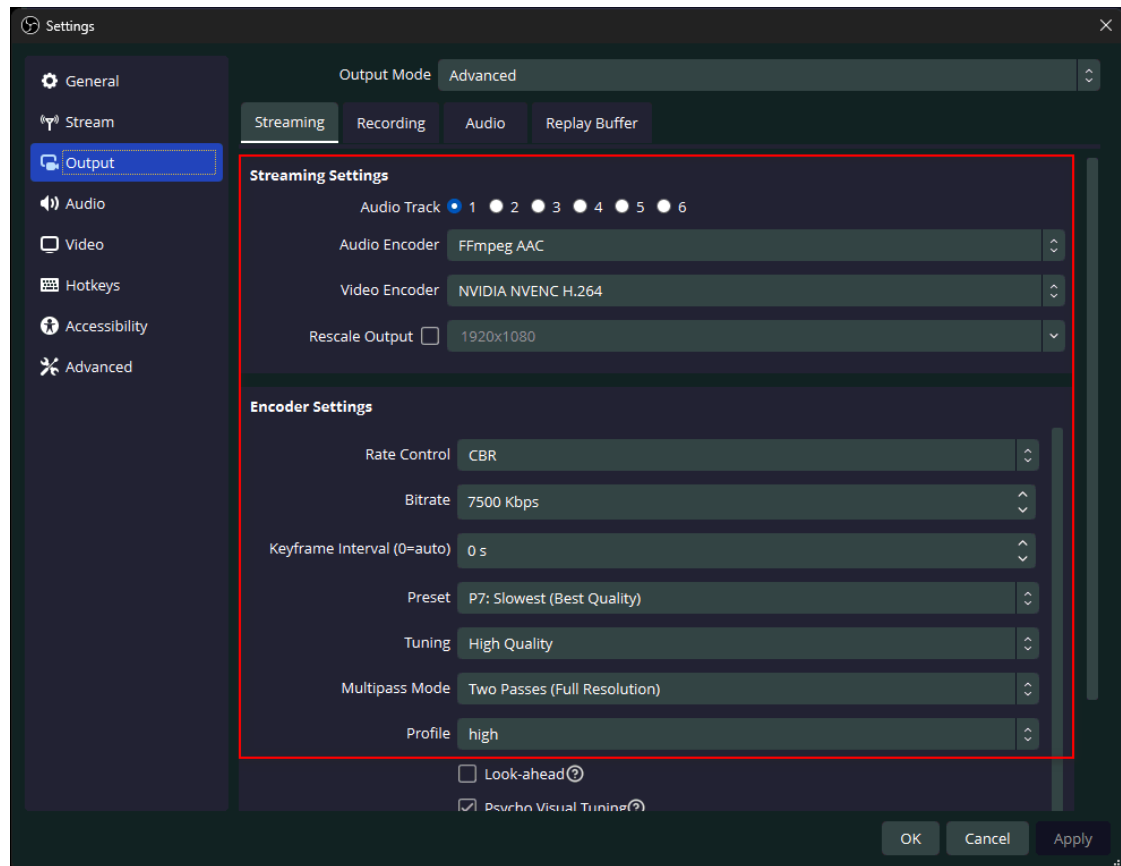 Settings
General
Stream
Output
Audio
Video
Hotkeys
Accessibility
Advanced
Output Mode Advanced
Streaming Recording Audio Replay Buffer
Streaming Settings
Audio Track 1 2 3 4 5 6
Audio Encoder FFmpeg AAC
Video Encoder NVIDIA NVENC H.264
Rescale Output 1920x1080
Encoder Settings
Rate Control CBR
Bitrate 7500 Kbps
Keyframe Interval (0=auto) 0 s
Preset P7: Slowest (Best Quality)
Tuning High Quality
Multipass Mode Two Passes (Full Resolution)
Profile high
Look-ahead
Psycho Visual Tuning
OK Cancel Apply